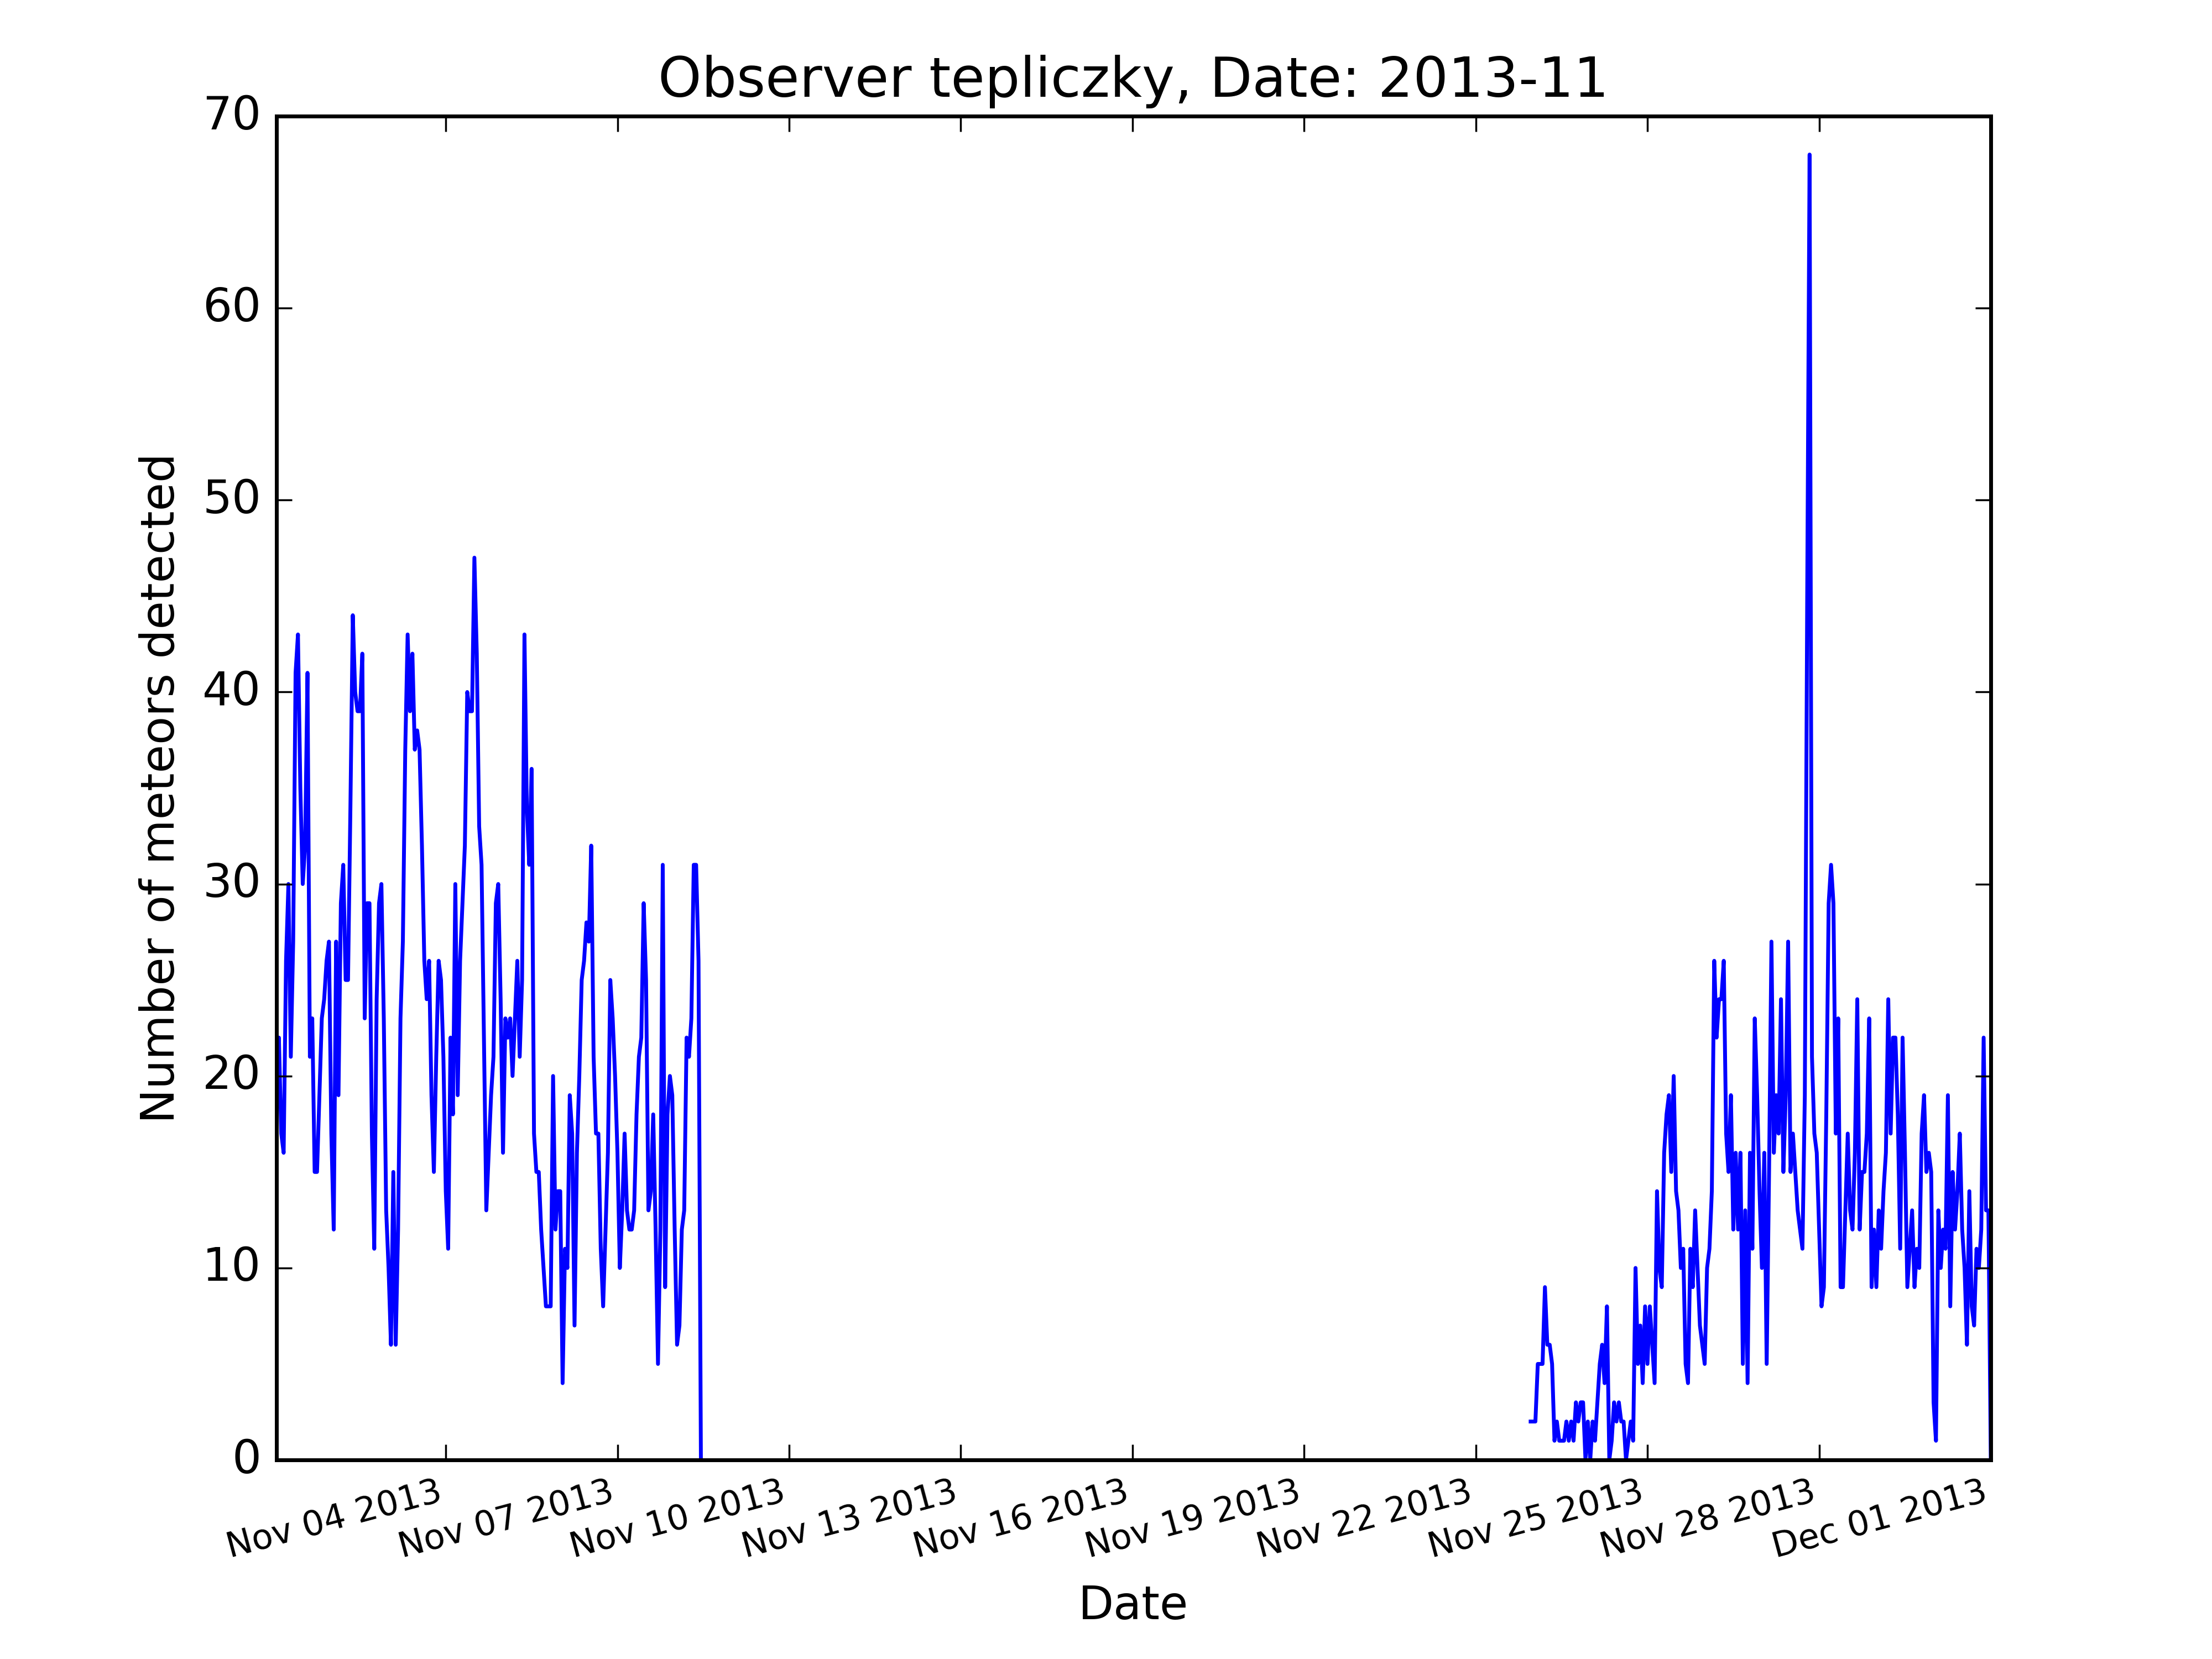 Observer tepliczky, Date: 2013-11
Number of meteors detected
70
60
50
40
30
20
10
0
Nov 04 2013
Nov 07 2013
Nov 10 2013
Nov 13 2013
Nov 16 2013
Nov 19 2013
Nov 22 2013
Nov 25 2013
Nov 28 2013
Dec 01 2013
Date